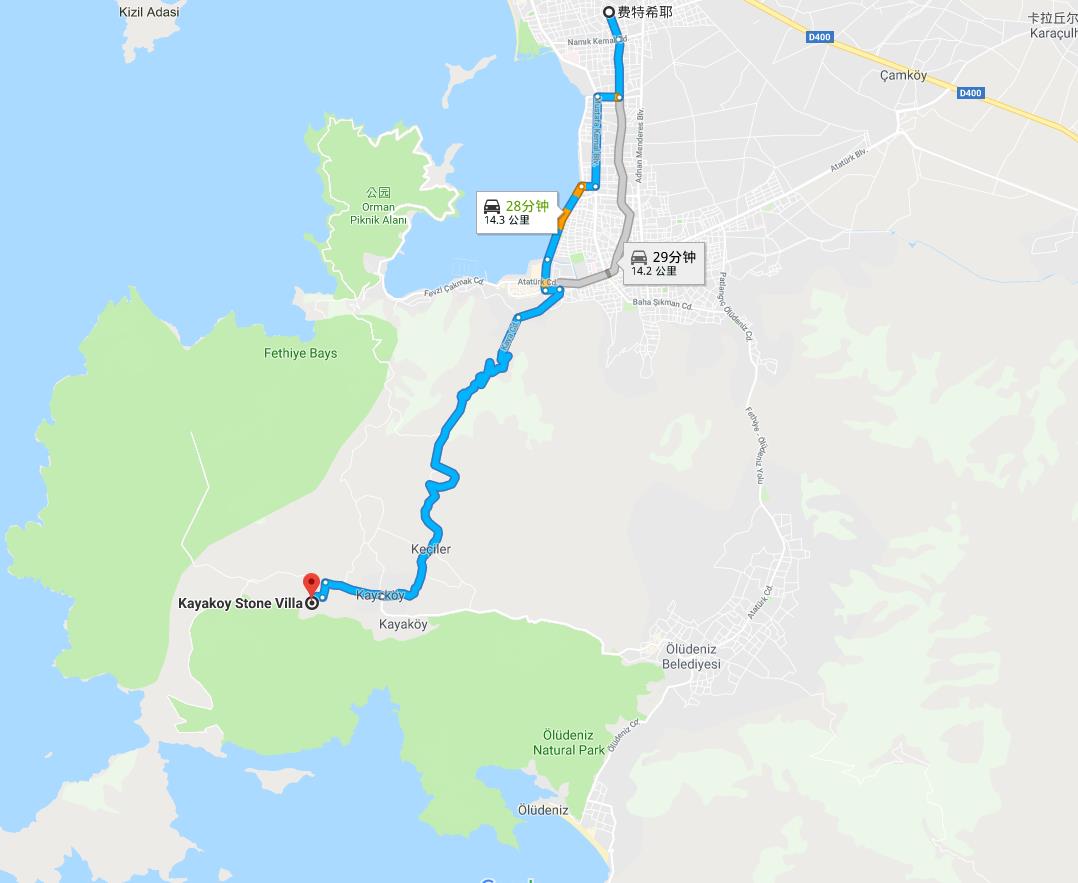 Kizil Adasi
费特希耶
卡拉丘尔
Karaçulh
D400
Namık Kemal Cd.
Çamköy
D400
Mustafa Kemal Blv.
Adnan Menderes Blv.
Atatürk Blv.
公园
Orman
Piknik Alanı
28分钟
14.3 公里
29分钟
14.2 公里
Fevzi Çakmak Cd.
Atatürk Cd.
Baha Şıkman Cd.
Patlangıç Ölüdeniz Cd.
Fethiye Bays
Kaya Cd.
Fethiye - Ölüdeniz Yolu
Keçiler
Kayakoy Stone Villa
Kayaköy
Kayaköy
Atatürk Cd.
Ölüdeniz
Belediyesi
Ölüdeniz
Natural Park
Ölüdeniz Cd.
Ölüdeniz